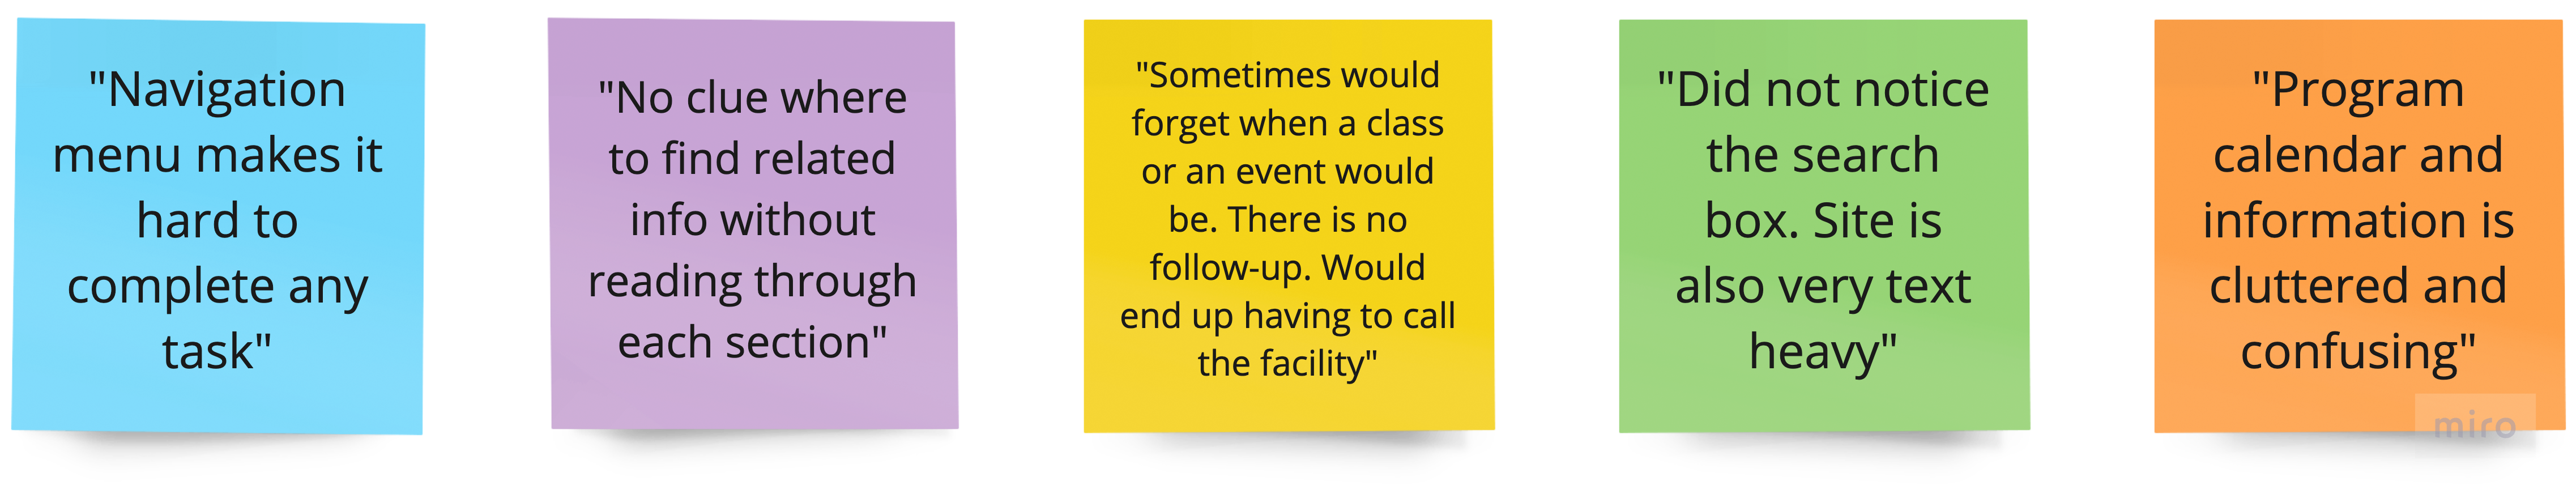 "Navigation
menu makes it
hard to
complete any
task"
"No clue where
to find related
info without
reading through
each section"
"Sometimes would
forget when a class
or an event would
be. There is no
follow-up. Would
end up having to call
the facility"
"Did not notice
the search
box. Site is
also very text
heavy"
"Program
calendar and
information is
cluttered and
confusing"
miro